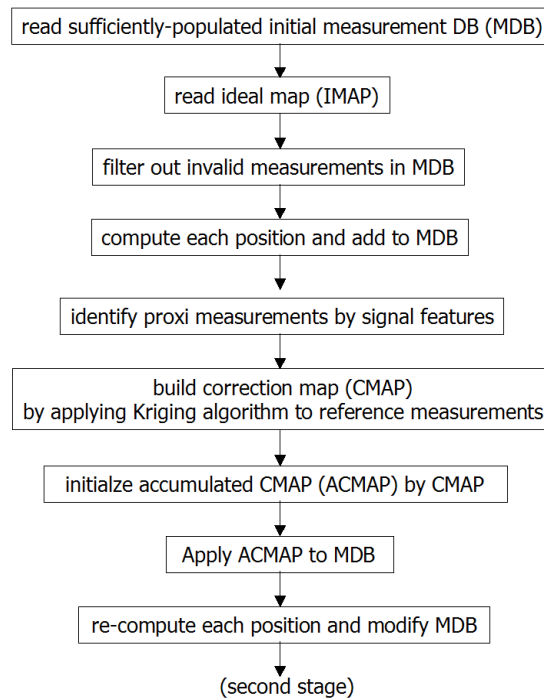 read sufficiently-populated initial measurement DB (MDB)
read ideal map (IMAP)
filter out invalid measurements in MDB
compute each position and add to MDB
identify proxi measurements by signal features
build correction map (CMAP)
by applying Kriging algorithm to reference measurements
initialze accumulated CMAP (ACMAP) by CMAP
Apply ACMAP to MDB
re-compute each position and modify MDB
(second stage)